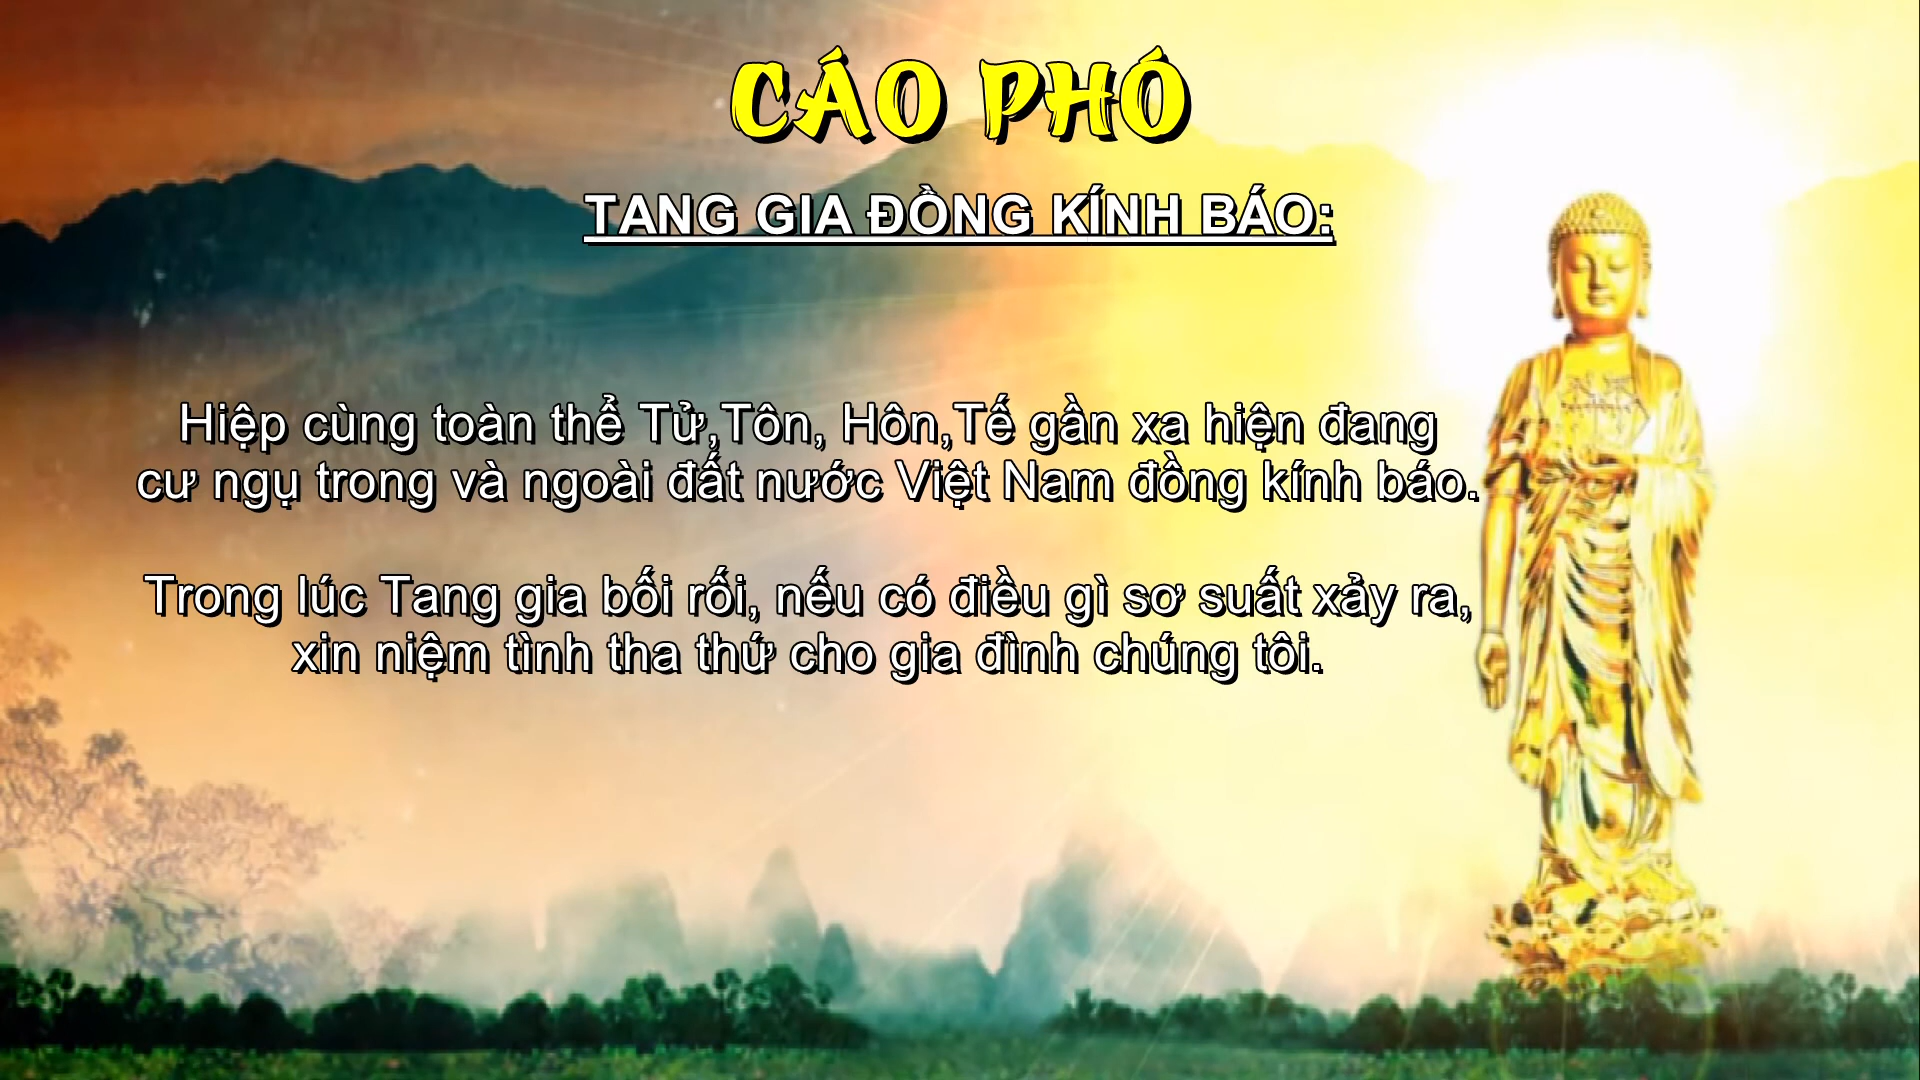 CÁO PHÓ
TANG GIA ĐỒNG KÍNH BÁO:
Hiệp cùng toàn thể Tử,Tôn, Hôn,Tế gần xa hiện đang
cư ngụ trong và ngoài đất nước Việt Nam đồng kính báo.
Trong lúc Tang gia bối rối, nếu có điều gì sơ suất xảy ra,
xin niệm tình tha thứ cho gia đình chúng tôi.